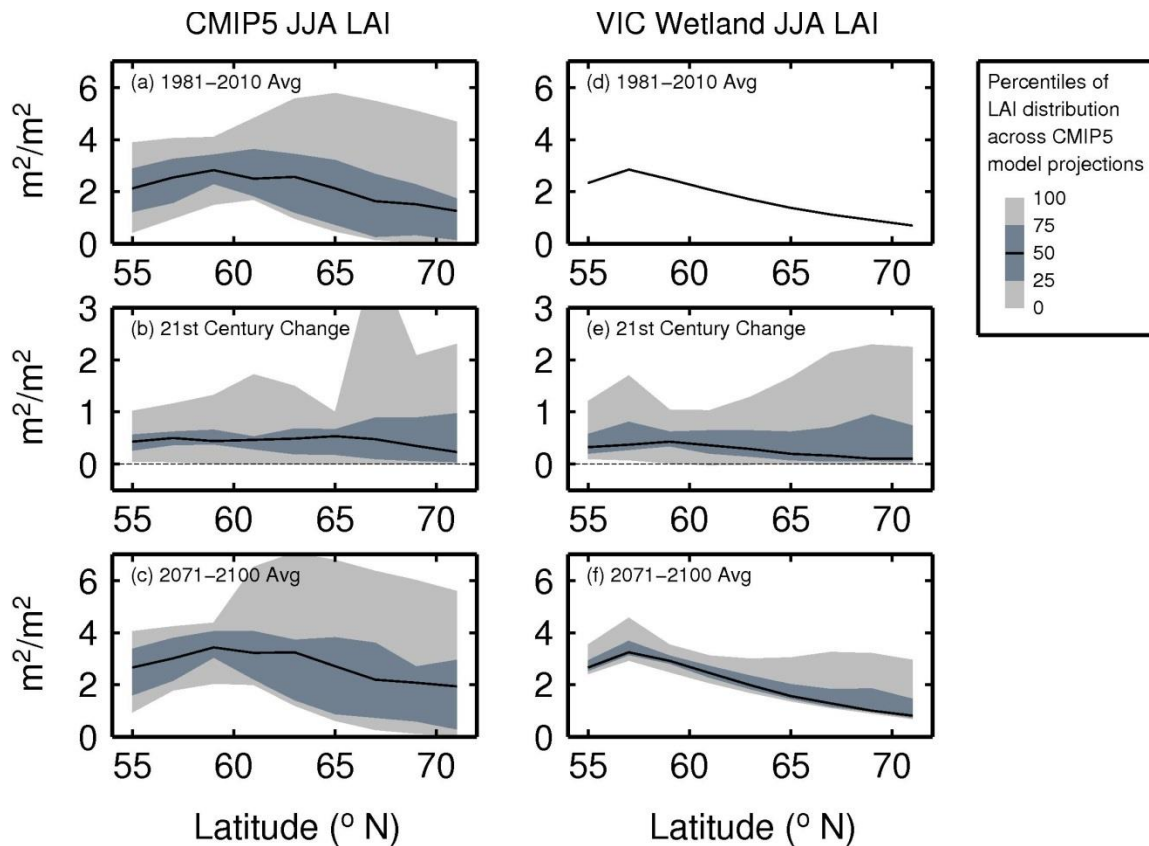 CMIP5 JJA LAI
VIC Wetland JJA LAI
(a) 1981−2010 Avg
m²/m²
6
4
2
0
55 60 65 70
(d) 1981−2010 Avg
6
4
2
0
55 60 65 70
Percentiles of
LAI distribution
across CMIP5
model projections
100
75
50
25
0
(b) 21st Century Change
m²/m²
3
2
1
0
55 60 65 70
(e) 21st Century Change
3
2
1
0
55 60 65 70
(c) 2071−2100 Avg
m²/m²
6
4
2
0
55 60 65 70
Latitude (° N)
(f) 2071−2100 Avg
6
4
2
0
55 60 65 70
Latitude (° N)